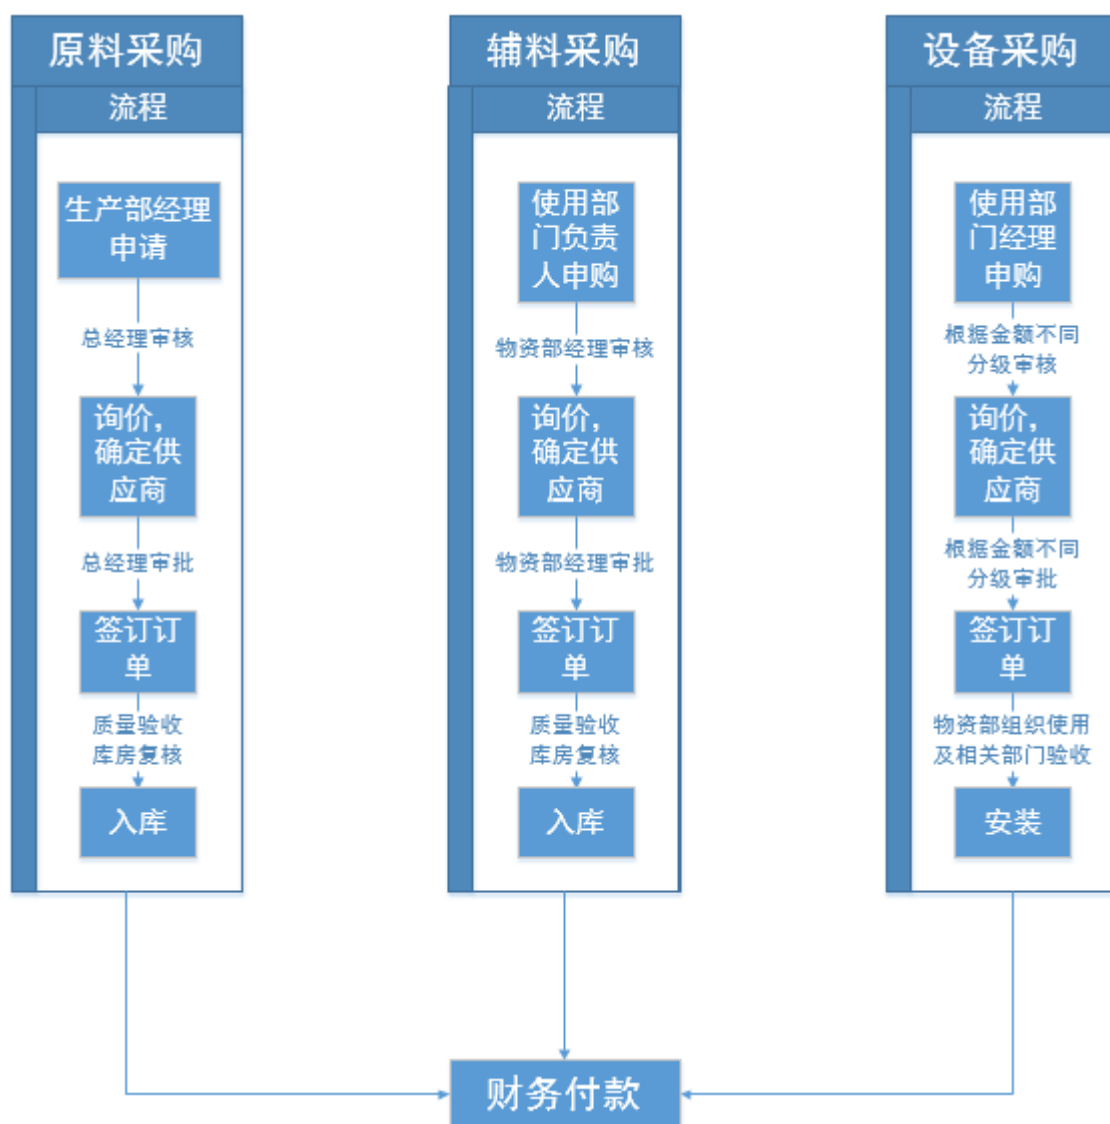 原料采购
流程
生产部经理
申请
总经理审核
询价，
确定供
应商
总经理审批
签订订
单
质量验收
库房复核
入库
辅料采购
流程
使用部
门负责
人申购
物资部经理审核
询价，
确定供
应商
物资部经理审批
签订订
单
质量验收
库房复核
入库
设备采购
流程
使用部
门经理
申购
根据金额不同
分级审核
询价，
确定供
应商
根据金额不同
分级审批
签订订
单
物资部组织使用
及相关部门验收
安装
财务付款